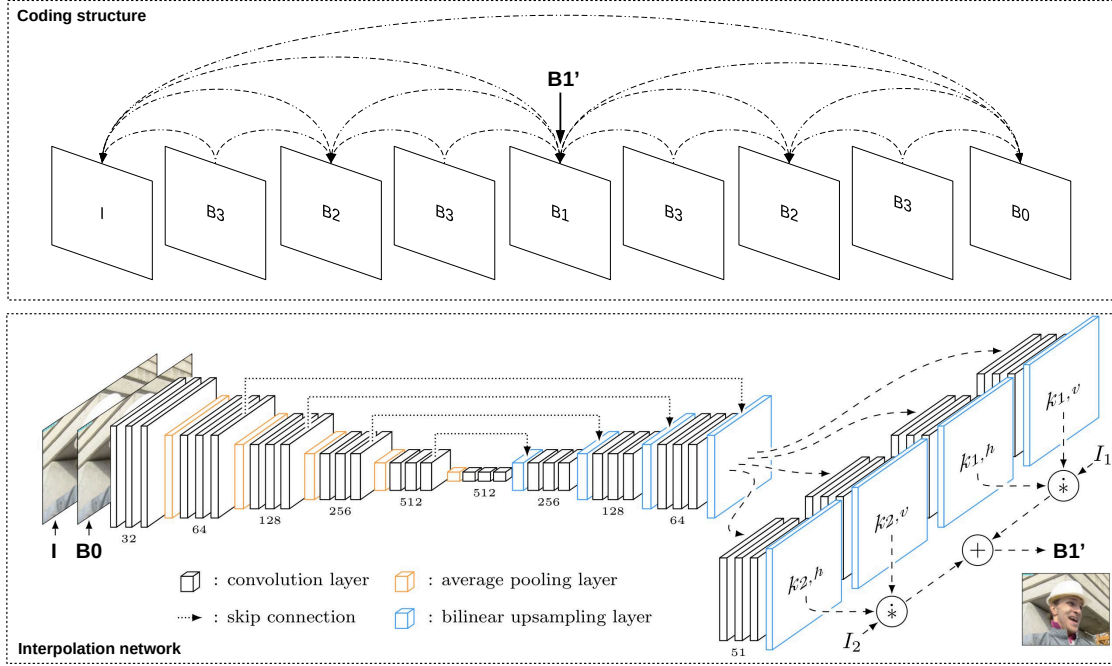 Coding structure
B1’
I B3 B2 B3 B1 B3 B2 B3 B0
32 64 128 256 512 512 256 128 64
I B0
: convolution layer : average pooling layer
: skip connection : bilinear upsampling layer
k1,v
k1,h
k2,v
k2,h
I1
*
+
B1’
*
I2
51
Interpolation network